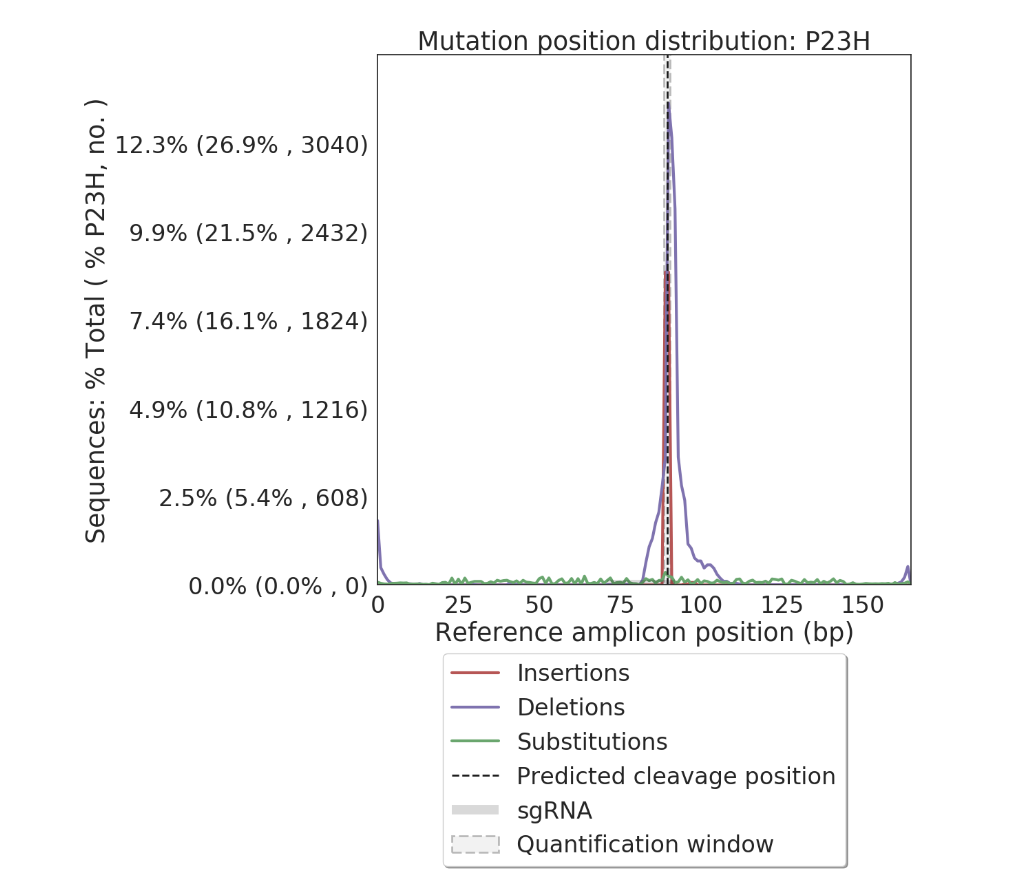 Mutation position distribution: P23H
Sequences: % Total ( % P23H, no. )
12.3% (26.9% , 3040)
9.9% (21.5% , 2432)
7.4% (16.1% , 1824)
4.9% (10.8% , 1216)
2.5% (5.4% , 608)
0.0% (0.0% , 0)
0 25 50 75 100 125 150
Reference amplicon position (bp)
Insertions
Deletions
Substitutions
Predicted cleavage position
sgRNA
Quantification window